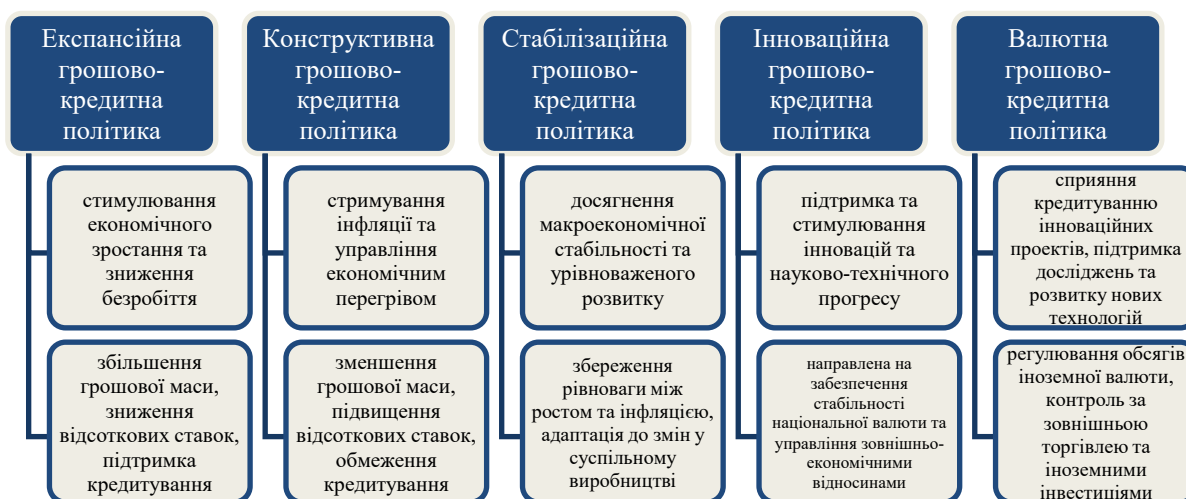 Експансійна
грошово-
кредитна
політика
Конструктивна
грошово-
кредитна
політика
Стабілізаційна
грошово-
кредитна
політика
Інноваційна
грошово-
кредитна
політика
Валютна
грошово-
кредитна
політика
стимулювання
економічного
зростання та
зниження
безробіття
стримування
інфляції та
управління
економічним
перегрівом
досягнення
макроекономічної
стабільності та
урівноваженого
розвитку
підтримка та
стимулювання
інновацій та
науково-технічного
прогресу
сприяння
кредитуванню
інноваційних
проектів, підтримка
досліджень та
розвитку нових
технологій
збільшення
грошової маси,
зниження
відсоткових ставок,
підтримка
кредитування
зменшення
грошової маси,
підвищення
відсоткових ставок,
обмеження
кредитування
збереження
рівноваги між
ростом та інфляцією,
адаптація до змін у
суспільному
виробництві
направлена на
забезпечення
стабільності
національної валюти та
управління зовнішньо-
економічними
відносинами
регулювання обсягів
іноземної валюти,
контроль за
зовнішньою
торгівлею та
іноземними
інвестиціями